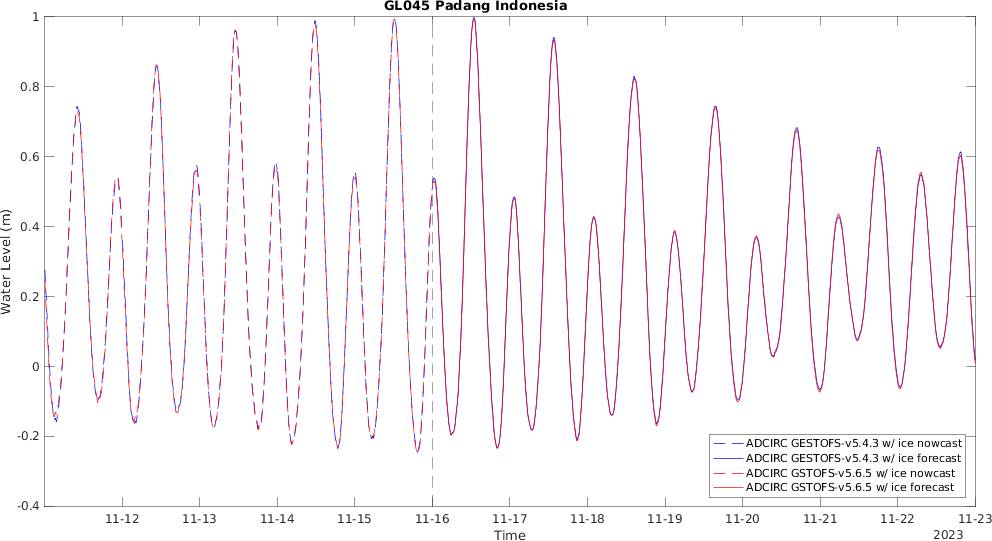 GL045 Padang Indonesia
Water Level (m)
1
0.8
0.6
0.4
0.2
0
-0.2
-0.4
ADCIRC GESTOFS-v5.4.3 w/ ice nowcast
ADCIRC GESTOFS-v5.4.3 w/ ice forecast
ADCIRC GSTOFS-v5.6.5 w/ ice nowcast
ADCIRC GSTOFS-v5.6.5 w/ ice forecast
11-12 11-13 11-14 11-15 11-16 11-17 11-18 11-19 11-20 11-21 11-22 11-23
Time
2023